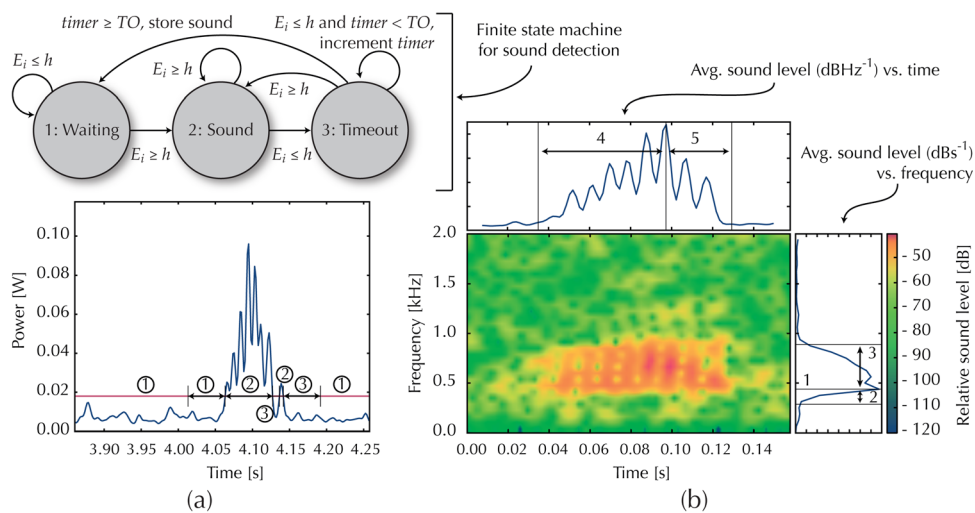 timer ≥ TO, store sound
E_i ≤ h and timer < TO,
increment timer
E_i ≤ h
E_i ≥ h
E_i ≥ h
1: Waiting
2: Sound
3: Timeout
E_i ≥ h
E_i ≤ h
Finite state machine
for sound detection
Avg. sound level (dBHz⁻¹) vs. time
Avg. sound level (dBs⁻¹)
vs. frequency
4
5
Power [W]
0.10
0.08
0.06
0.04
0.02
0.0
① ① ② ② ③ ①
③
3.90 3.95 4.00 4.05 4.10 4.15 4.20 4.25
Time [s]
(a)
Frequency [kHz]
2.0
1.5
1.0
0.5
0.0
0.00 0.02 0.04 0.06 0.08 0.10 0.12 0.14
Time [s]
(b)
3
1
2
- 50
- 60
- 70
- 80
- 90
- 100
- 110
- 120
Relative sound level [dB]